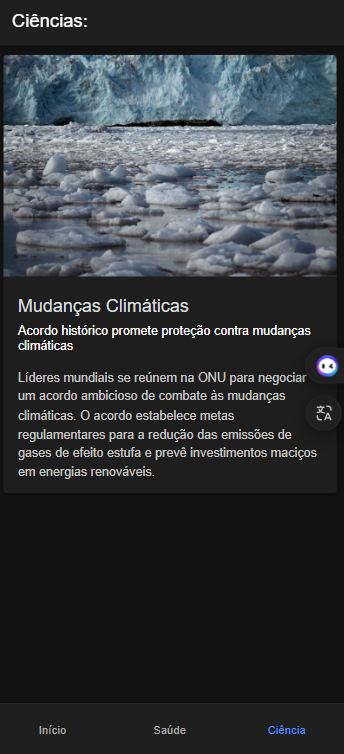 Ciências:
Mudanças Climáticas
Acordo histórico promete proteção contra mudanças
climáticas
Líderes mundiais se reúnem na ONU para negociar
um acordo ambicioso de combate às mudanças
climáticas. O acordo estabelece metas
regulamentares para a redução das emissões de
gases de efeito estufa e prevê investimentos maciços
em energias renováveis.
Início
Saúde
Ciência